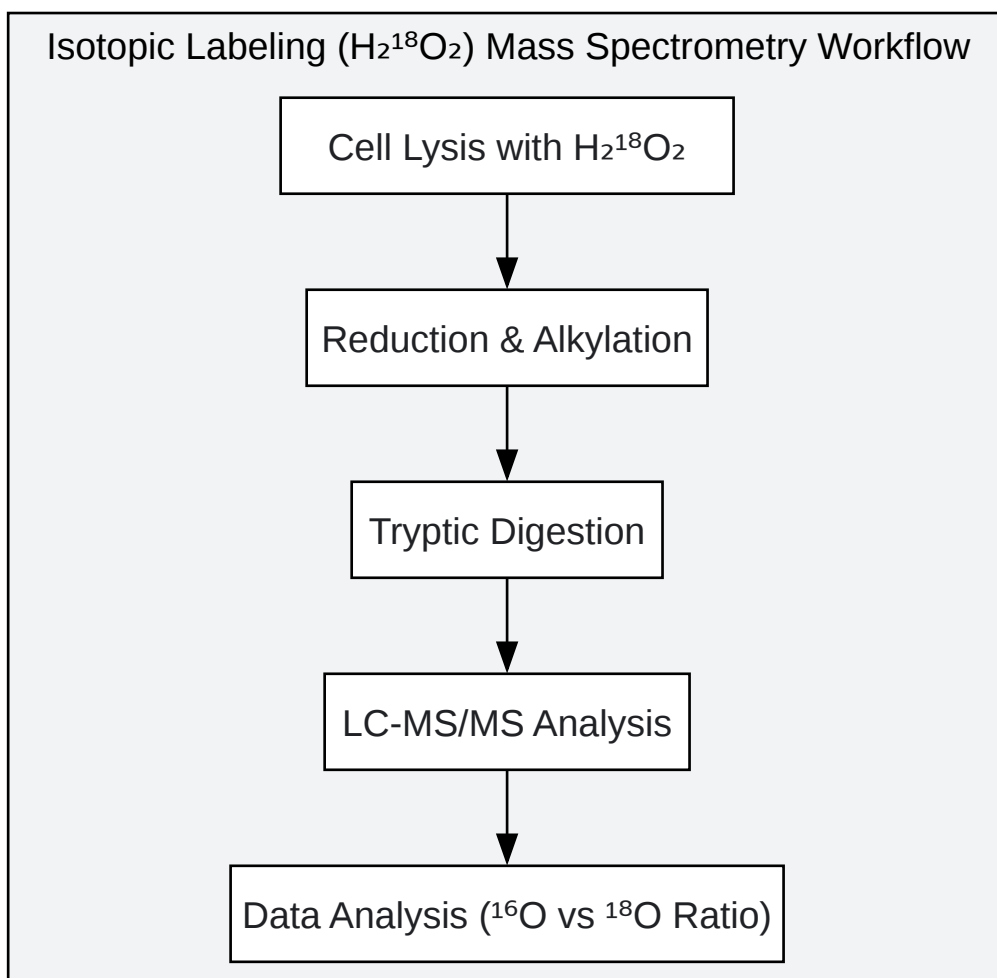 Isotopic Labeling (H₂¹⁸O₂) Mass Spectrometry Workflow
Cell Lysis with H₂¹⁸O₂
Reduction & Alkylation
Tryptic Digestion
LC-MS/MS Analysis
Data Analysis (¹⁶O vs ¹⁸O Ratio)